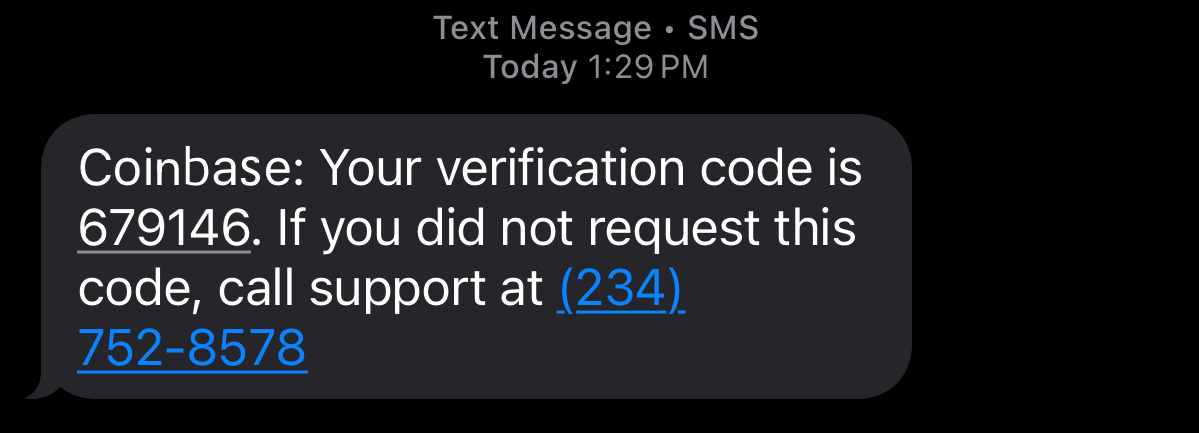 Text Message • SMS
Today 1:29 PM
Coinbase: Your verification code is
679146. If you did not request this
code, call support at (234)
752-8578